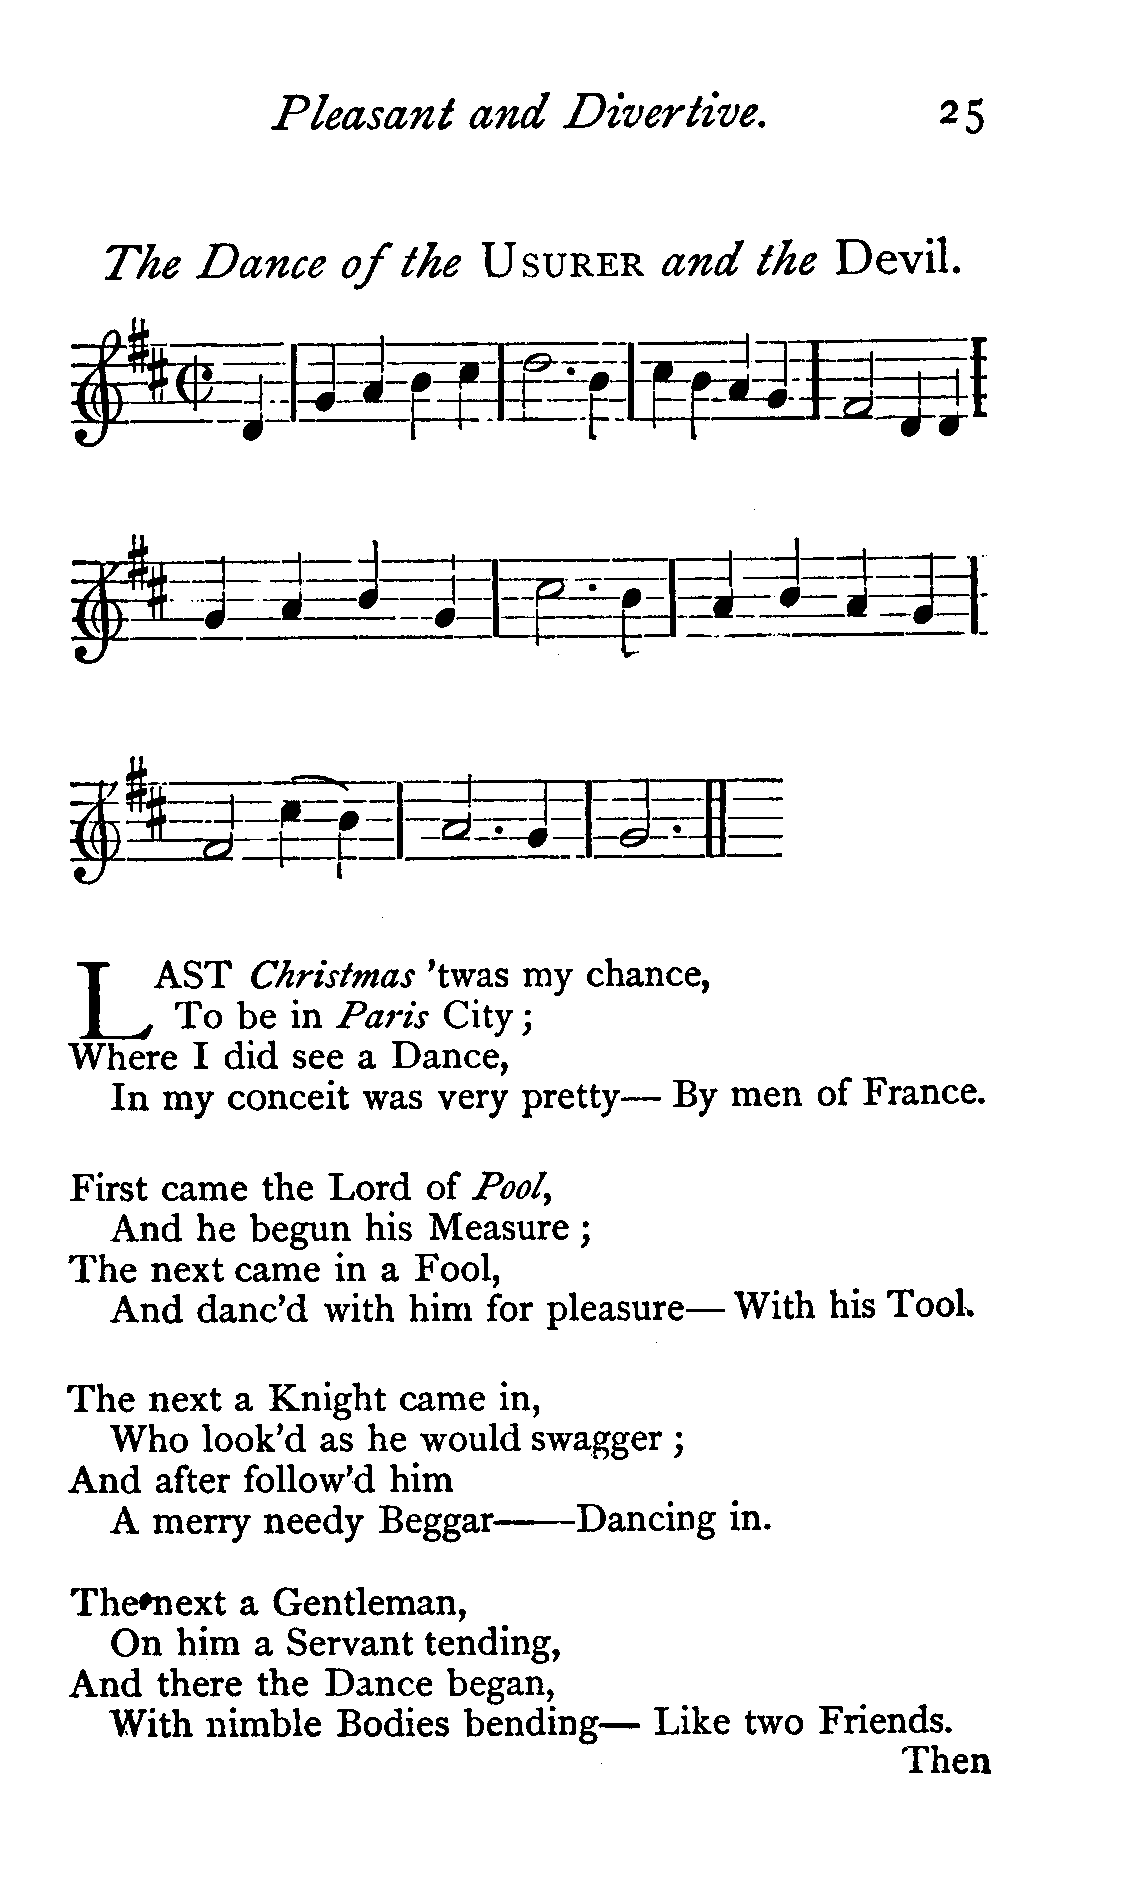 Pleasant and Divertive. 25
The Dance of the USURER and the Devil.
LAST Christmas 'twas my chance,
To be in Paris City;
Where I did see a Dance,
In my conceit was very pretty— By men of France.
First came the Lord of Pool,
And he begun his Measure;
The next came in a Fool,
And danc'd with him for pleasure— With his Tool.
The next a Knight came in,
Who look'd as he would swagger;
And after follow'd him
A merry needy Beggar——Dancing in.
The next a Gentleman,
On him a Servant tending,
And there the Dance began,
With nimble Bodies bending— Like two Friends.
Then